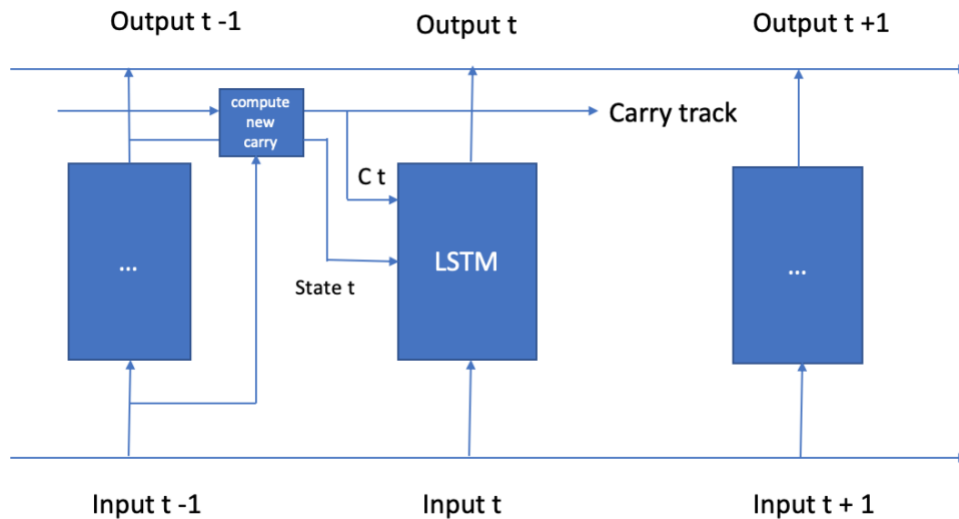 Output t -1
Output t
Output t +1
compute
new
carry
Carry track
C t
...
LSTM
...
State t
Input t -1
Input t
Input t + 1